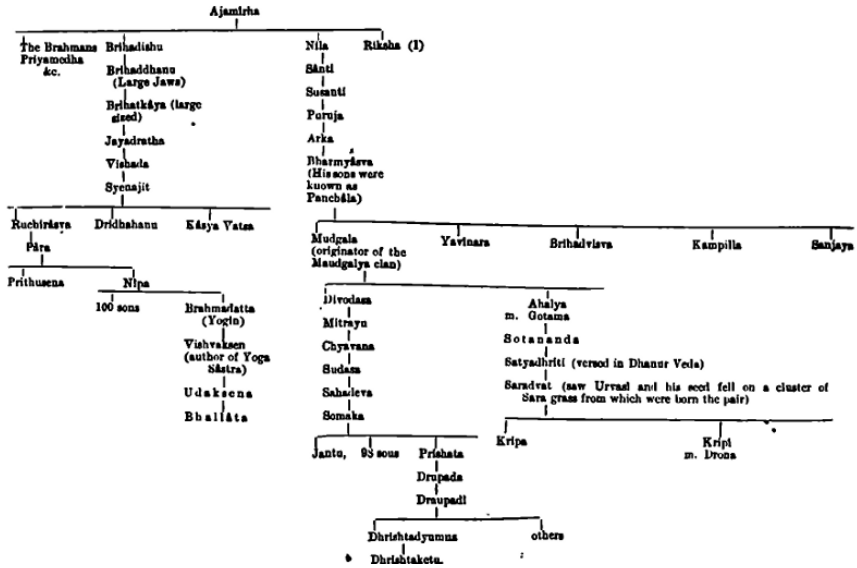 Ajamirha
The Brahmans Brihadishu Nila Riksha (I)
Priyamedha Brihaddhanu Sânti
&c. (Large Jaws)
Susanti
Brihatkâya (large
sized) Puruja
Jayadratha Arka
Vishada Bharmyâsva
(His sons were
known as
Panchâla)
Syenajit
Ruchirâsva Dridhahanu Kâsya Vatsa
Mudgala Yavinara Brihadvisva Kampilla Sanjaya
(originator of the
Maudgalya clan)
Pâra
Prithusena Nipa
100 sons Brahmadatta
(Yogin)
Divodasa Ahalya
m. Gotama
Mitrayu
Vishvaksen Chyavana Sotananda
(author of Yoga
Sâstra) Sudasa Satyadhriti (versed in Dhanur Veda)
Udaksena Sahadeva Saradvat (saw Urvasi and his seed fell on a cluster of
Sara grass from which were born the pair)
Bhallâta Somaka
Jantu, 98 sous Prishata Kripa Kripi
m. Drona
Drupada
Draupadi
Dhrishtadyumna others
Dhrishtaketu.